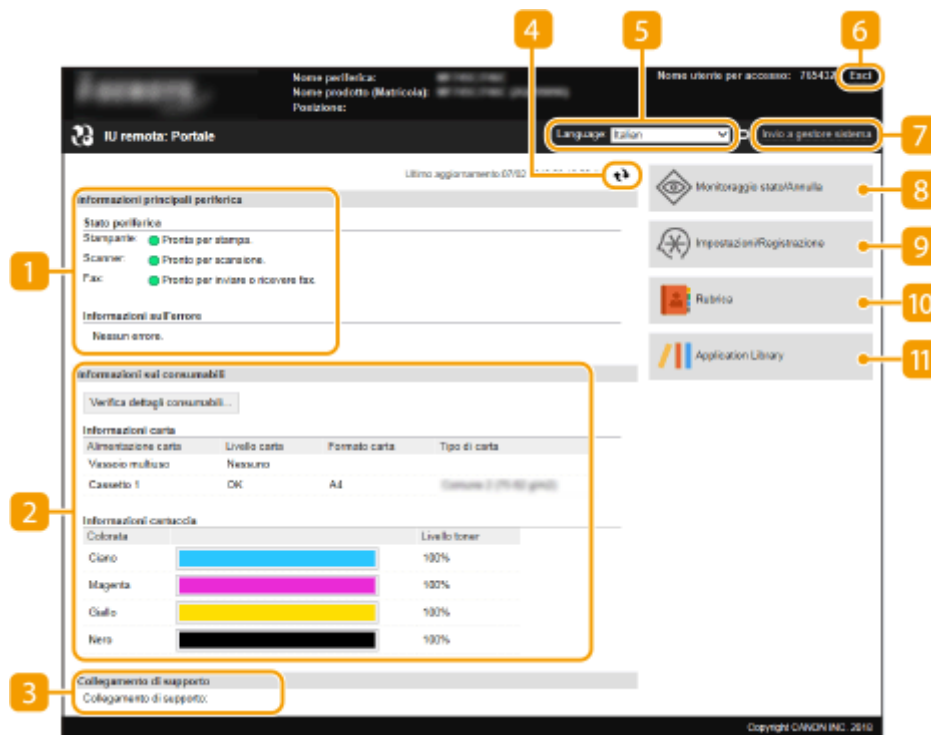 4
5
6
Nome periferica:
Nome prodotto (Matricola):
Posizione:
Nome utente per accesso: 765432 Esci
IU remota: Portale
Language: Italian
Invio a gestore sistema
7
Ultimo aggiornamento 07/02
Informazioni principali periferica
Stato periferica
Stampante: Pronta per stampa.
Scanner: Pronto per scansione.
Fax: Pronto per inviare o ricevere fax.
1
Informazioni sull'errore
Nessun errore.
Monitoraggio stato/Annulla
8
Impostazioni/Registrazione
9
Rubrica
10
Application Library
11
Informazioni sui consumabili
Verifica dettagli consumabili...
Informazioni carta
Alimentazione carta Livello carta Formato carta Tipo di carta
Vassoio multiuso Nessuno
Cassetto 1 OK A4
2
Informazioni cartuccia
Colorata Livello toner
Ciano 100%
Magenta 100%
Giallo 100%
Nero 100%
3
Collegamento di supporto
Collegamento di supporto:
Copyright CANON INC. 2018